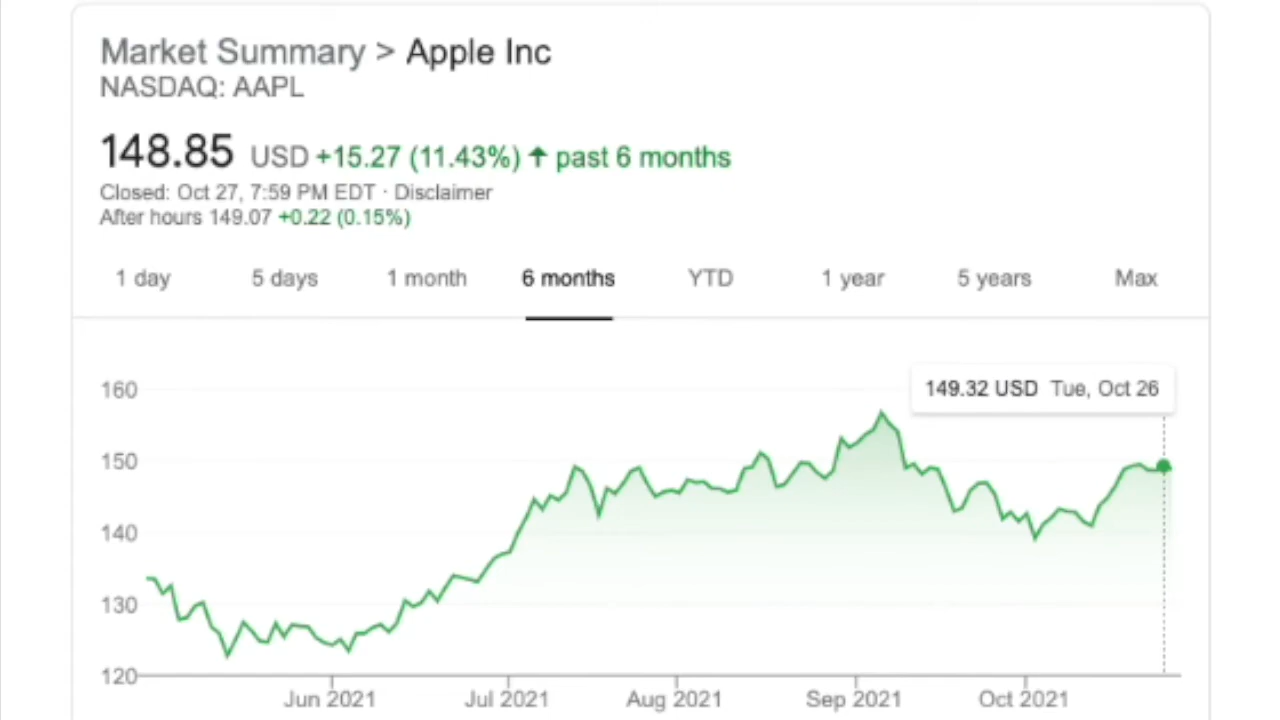 Market Summary > Apple Inc
NASDAQ: AAPL
148.85 USD +15.27 (11.43%) ↑ past 6 months
Closed: Oct 27, 7:59 PM EDT · Disclaimer
After hours 149.07 +0.22 (0.15%)
1 day 5 days 1 month 6 months YTD 1 year 5 years Max
149.32 USD Tue, Oct 26
160
150
140
130
120
Jun 2021 Jul 2021 Aug 2021 Sep 2021 Oct 2021